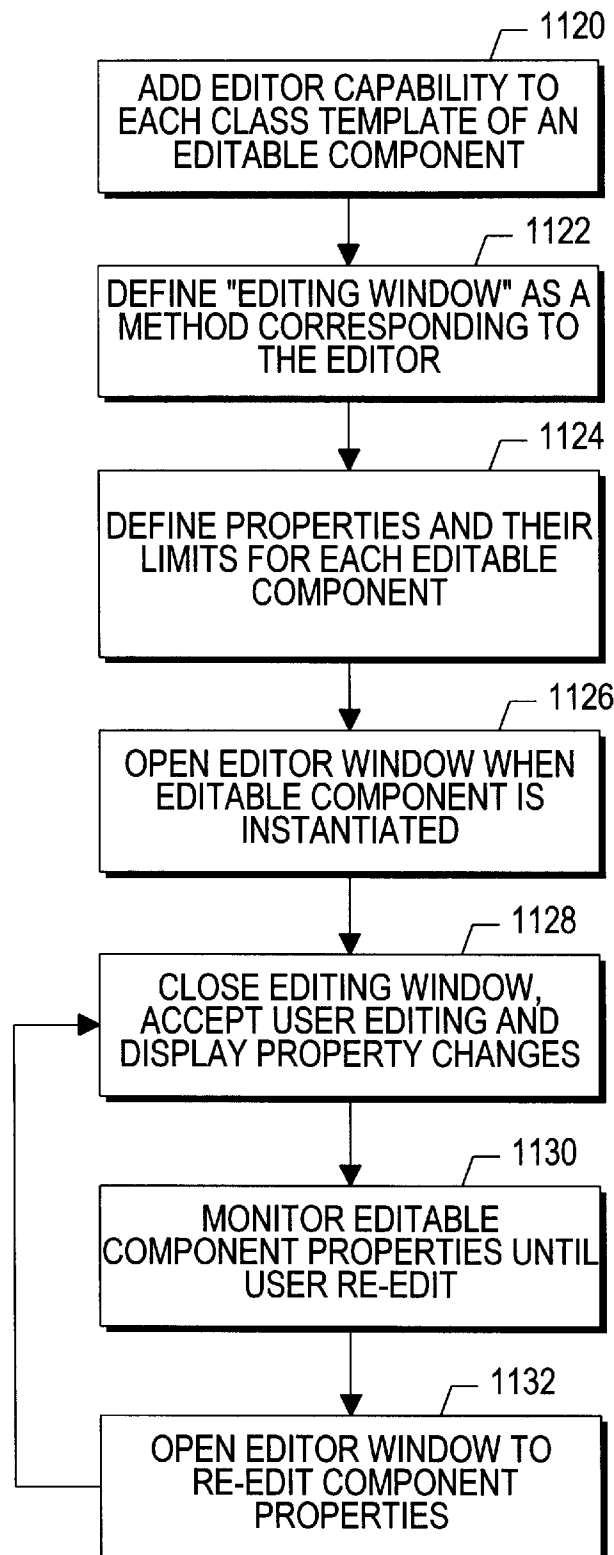 1120
ADD EDITOR CAPABILITY TO
EACH CLASS TEMPLATE OF AN
EDITABLE COMPONENT
1122
DEFINE "EDITING WINDOW" AS A
METHOD CORRESPONDING TO
THE EDITOR
1124
DEFINE PROPERTIES AND THEIR
LIMITS FOR EACH EDITABLE
COMPONENT
1126
OPEN EDITOR WINDOW WHEN
EDITABLE COMPONENT IS
INSTANTIATED
1128
CLOSE EDITING WINDOW,
ACCEPT USER EDITING AND
DISPLAY PROPERTY CHANGES
1130
MONITOR EDITABLE
COMPONENT PROPERTIES UNTIL
USER RE-EDIT
1132
OPEN EDITOR WINDOW TO
RE-EDIT COMPONENT
PROPERTIES